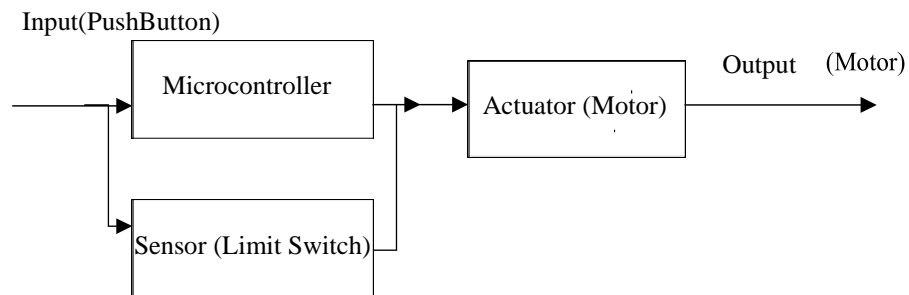 Input(PushButton)
Microcontroller
Actuator (Motor)
Output (Motor)
Sensor (Limit Switch)